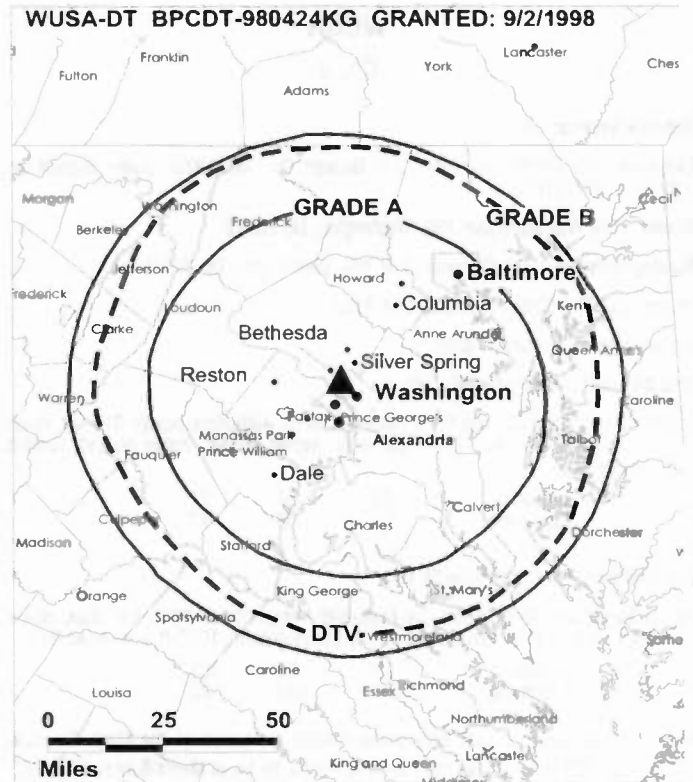 WUSA-DT BPCDT-980424KG GRANTED: 9/2/1998
Lancaster
Franklin
York
Ches
Fulton
Adams
Morgan
Washington
Cecil
GRADE A
GRADE B
Frederick
Berkeley
Jefferson
Howard
Baltimore
Frederick
Loudoun
Columbia
Kent
Clarke
Bethesda
Anne Arundel
Queen Anne's
Silver Spring
Reston
Washington
Warren
Caroline
Fairfax
Prince George's
Manassas Park
Alexandria
Talbot
Prince William
Fauquier
Dale
Calvert
Culpeper
Charles
Dorchester
Madison
Stafford
Orange
King George
St. Mary's
Spotsylvania
DTV
Westmoreland
Caroline
Louisa
Essex
Richmond
0 25 50
Northumberland
Miles
King and Queen
Lancaster